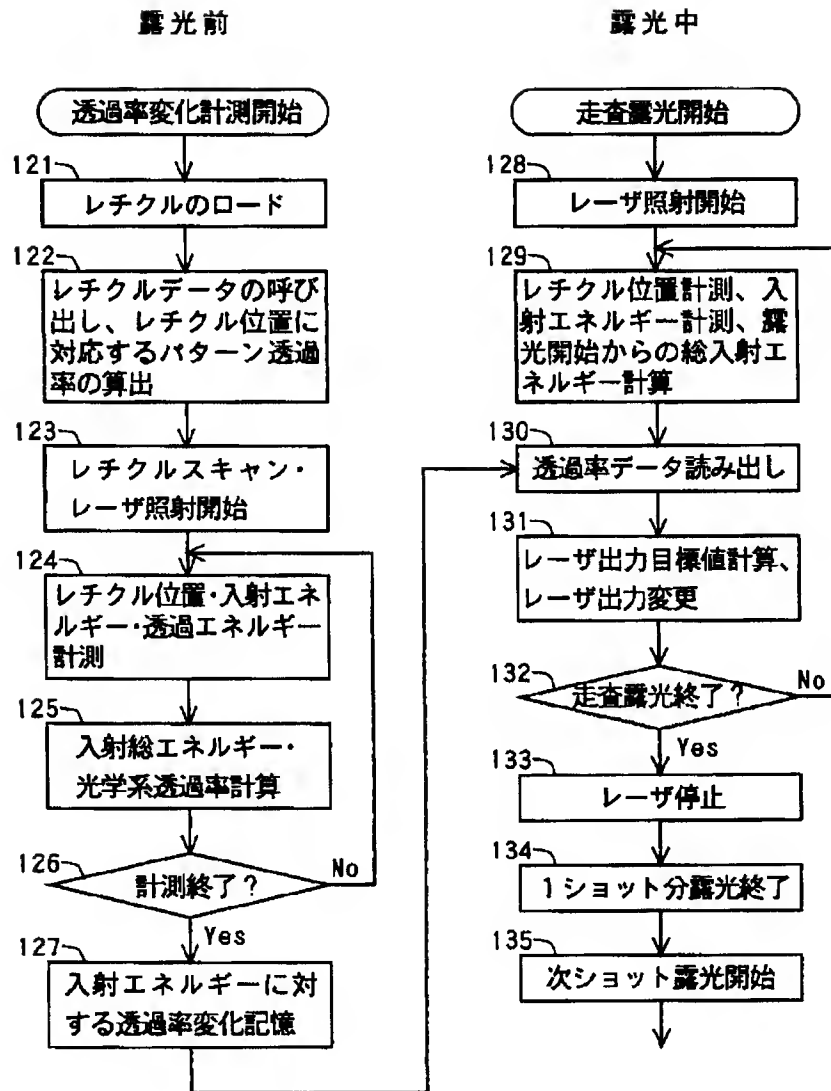 露光前
透過率変化計測開始
121
レチクルのロード
122
レチクルデータの呼び
出し、レチクル位置に
対応するパターン透過
率の算出
123
レチクルスキャン・
レーザ照射開始
124
レチクル位置・入射エネ
ルギー・透過エネルギー
計測
125
入射総エネルギー・
光学系透過率計算
126
計測終了?
No
Yes
127
入射エネルギーに対
する透過率変化記憶
露光中
走査露光開始
128
レーザ照射開始
129
レチクル位置計測、入
射エネルギー計測、露
光開始からの総入射エ
ネルギー計算
130
透過率データ読み出し
131
レーザ出力目標値計算、
レーザ出力変更
132
走査露光終了?
No
Yes
133
レーザ停止
134
1ショット分露光終了
135
次ショット露光開始